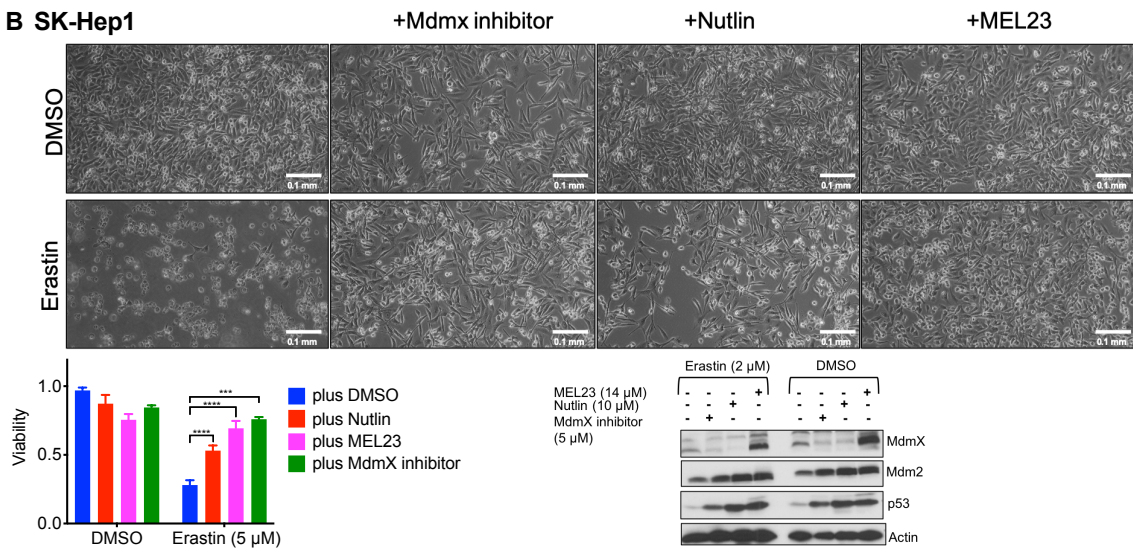 B SK-Hep1
+Mdmx inhibitor
+Nutlin
+MEL23
DMSO
0.1 mm
0.1 mm
0.1 mm
0.1 mm
Erastin
0.1 mm
0.1 mm
0.1 mm
0.1 mm
Viability
1.0
0.5
0.0
DMSO
Erastin (5 µM)
****
****
***
plus DMSO
plus Nutlin
plus MEL23
plus MdmX inhibitor
Erastin (2 µM)
DMSO
MEL23 (14 µM) - - - + - - - +
Nutlin (10 µM) - - + - - - + -
MdmX inhibitor - + - - - + - -
(5 µM)
MdmX
Mdm2
p53
Actin